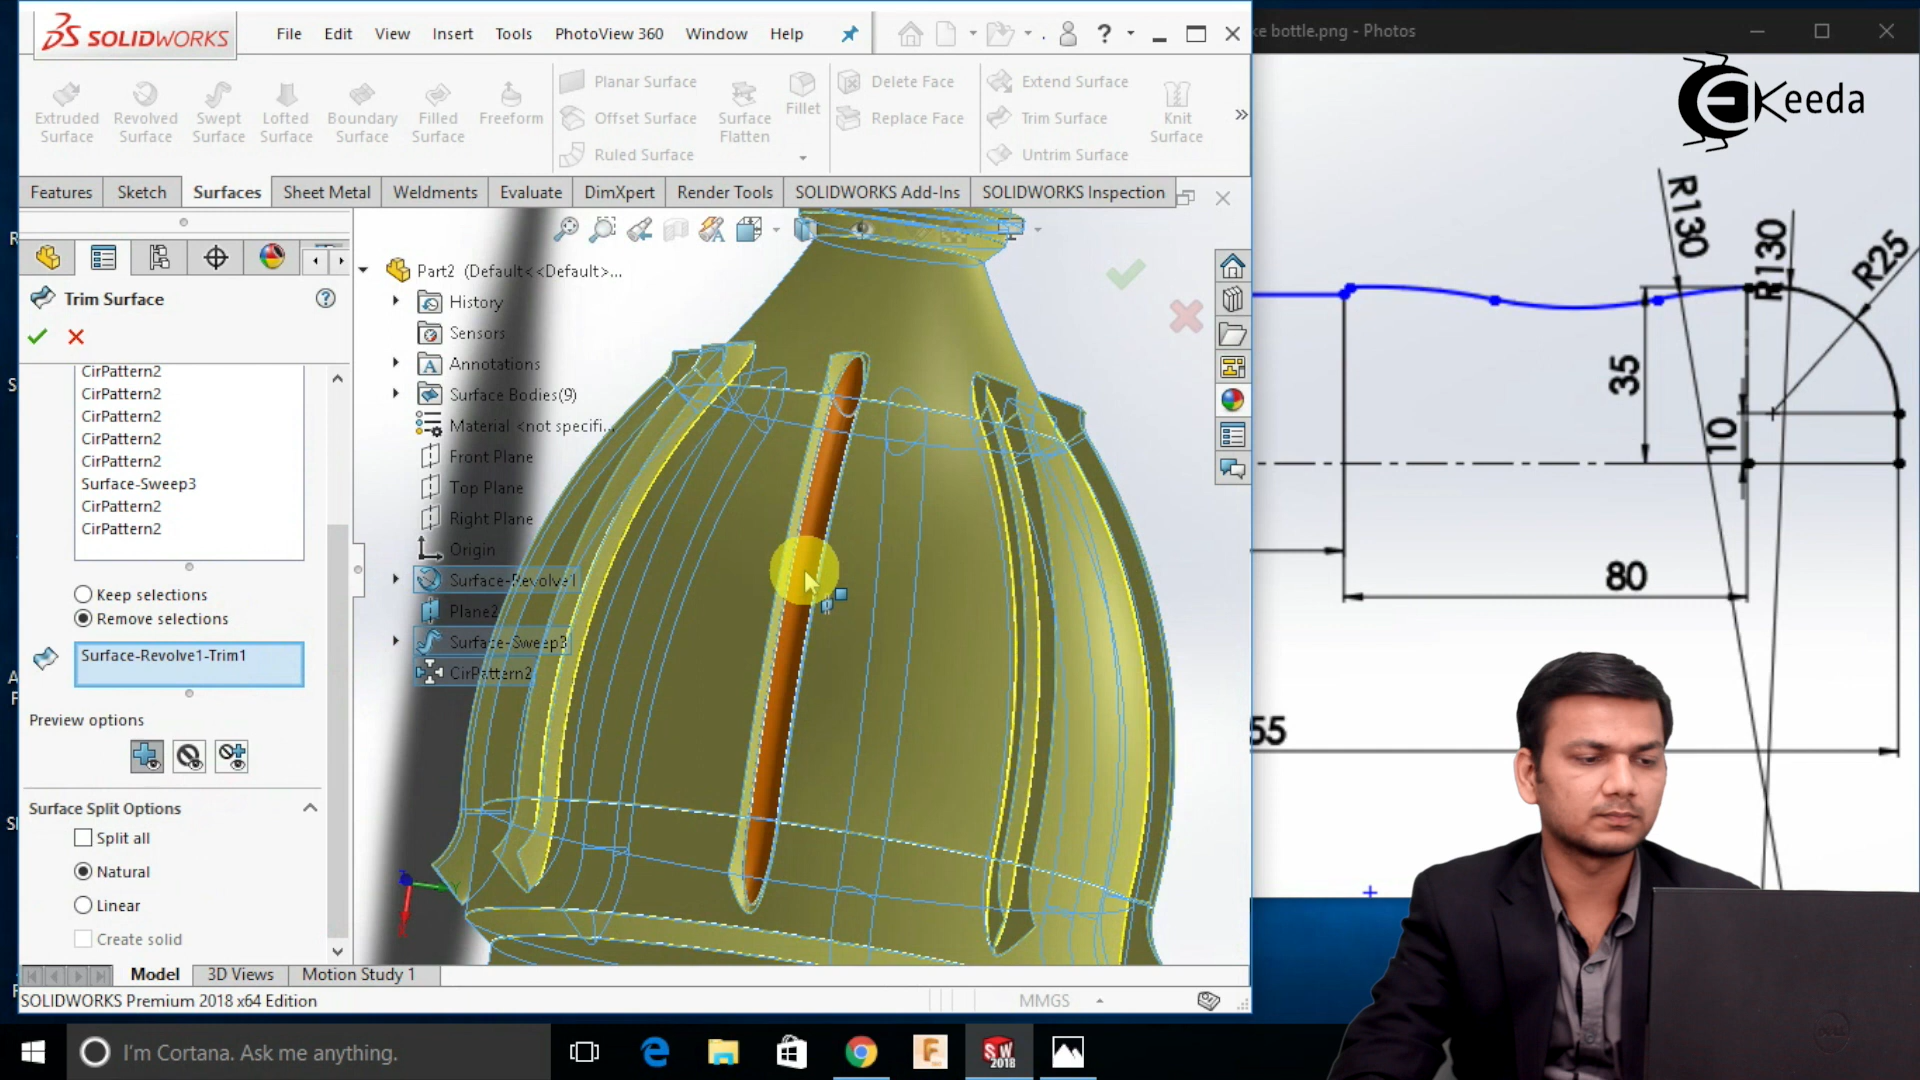 SOLIDWORKS
File Edit View Insert Tools PhotoView 360 Window Help
?
ke bottle.png - Photos
EKeeda
Extruded Surface
Revolved Surface
Swept Surface
Lofted Surface
Boundary Surface
Filled Surface
Freeform
Planar Surface
Offset Surface
Ruled Surface
Surface Flatten
Fillet
Delete Face
Replace Face
Extend Surface
Trim Surface
Untrim Surface
Knit Surface
Features Sketch Surfaces Sheet Metal Weldments Evaluate DimXpert Render Tools SOLIDWORKS Add-Ins SOLIDWORKS Inspection
Trim Surface
CirPattern2
CirPattern2
CirPattern2
CirPattern2
CirPattern2
Surface-Sweep3
CirPattern2
CirPattern2
Keep selections
Remove selections
Surface-Revolve1-Trim1
Preview options
Surface Split Options
Split all
Natural
Linear
Create solid
Part2 (Default<<Default>...
History
Sensors
Annotations
Surface Bodies(9)
Material <not specifi...
Front Plane
Top Plane
Right Plane
Origin
Surface-Revolve1
Plane2
Surface-Sweep3
CirPattern2
R130
R130
R25
35
10
80
55
Model 3D Views Motion Study 1
SOLIDWORKS Premium 2018 x64 Edition
MMGS
I'm Cortana. Ask me anything.
SW
2018